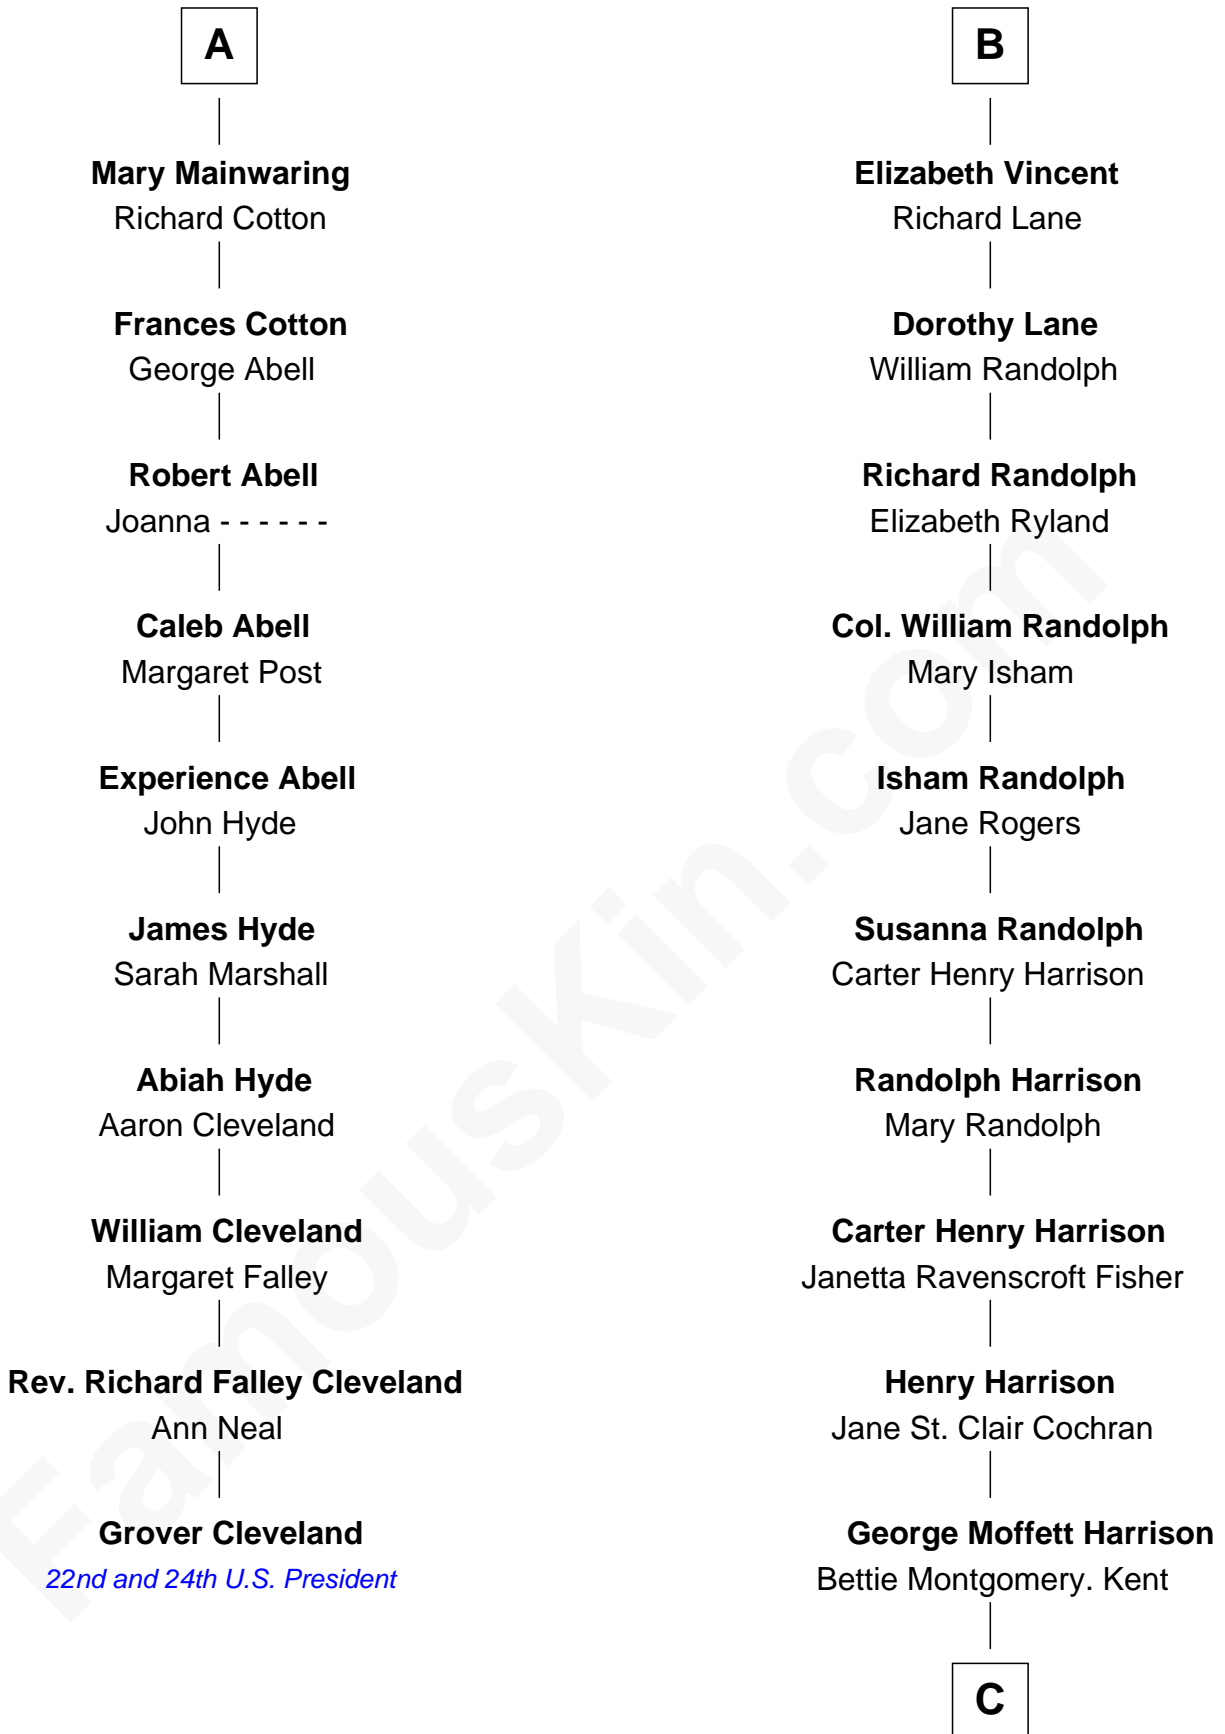 A
Mary Mainwaring
Richard Cotton
Frances Cotton
George Abell
Robert Abell
Joanna - - - - - -
Caleb Abell
Margaret Post
Experience Abell
John Hyde
James Hyde
Sarah Marshall
Abiah Hyde
Aaron Cleveland
William Cleveland
Margaret Falley
Rev. Richard Falley Cleveland
Ann Neal
Grover Cleveland
22nd and 24th U.S. President
B
Elizabeth Vincent
Richard Lane
Dorothy Lane
William Randolph
Richard Randolph
Elizabeth Ryland
Col. William Randolph
Mary Isham
Isham Randolph
Jane Rogers
Susanna Randolph
Carter Henry Harrison
Randolph Harrison
Mary Randolph
Carter Henry Harrison
Janetta Ravenscroft Fisher
Henry Harrison
Jane St. Clair Cochran
George Moffett Harrison
Bettie Montgomery. Kent
C
FamousKin.com